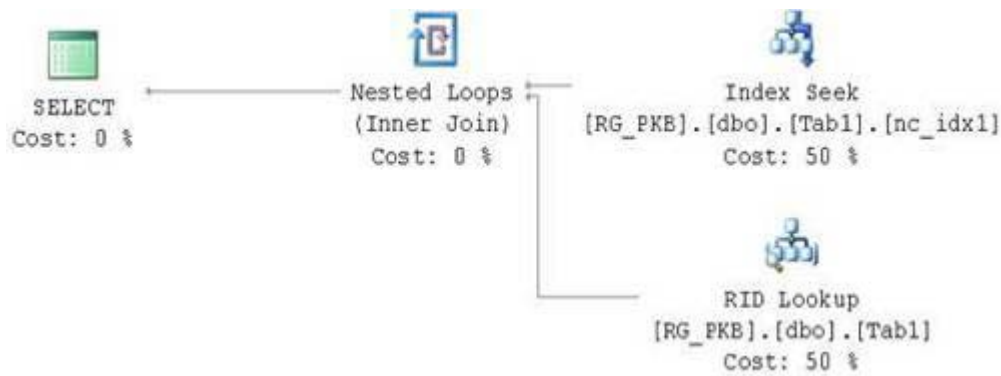 SELECT
Cost: 0 %
Nested Loops
(Inner Join)
Cost: 0 %
Index Seek
[RG_PKB].[dbo].[Tab1].[nc_idx1]
Cost: 50 %
RID Lookup
[RG_PKB].[dbo].[Tab1]
Cost: 50 %